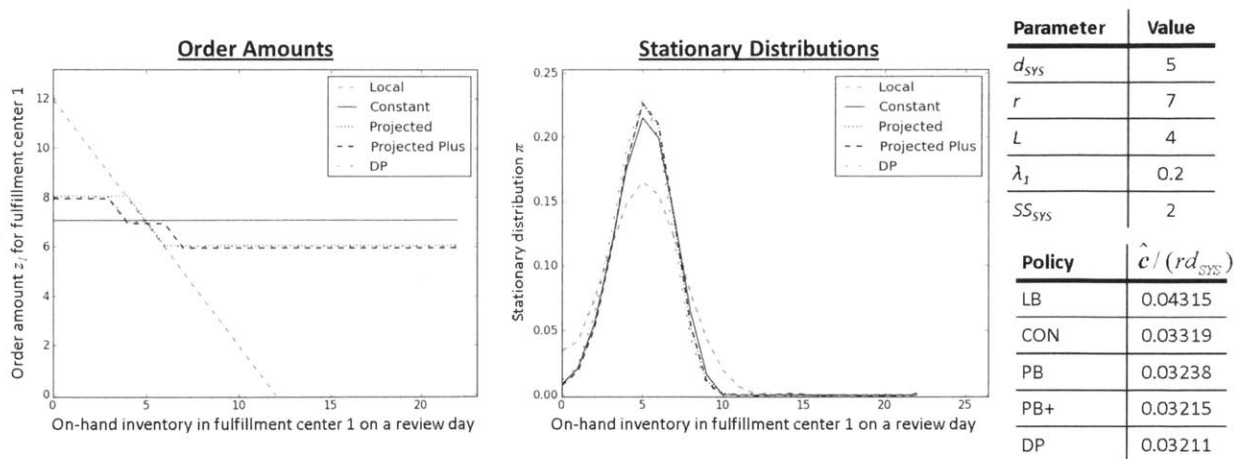 Order Amounts
Order amount z1 for fulfillment center 1
12
10
8
6
4
2
0
Local
Constant
Projected
Projected Plus
DP
0 5 10 15 20
On-hand inventory in fulfillment center 1 on a review day
Stationary Distributions
Stationary distribution π
0.25
0.20
0.15
0.10
0.05
0.00
Local
Constant
Projected
Projected Plus
DP
0 5 10 15 20 25
On-hand inventory in fulfillment center 1 on a review day
Parameter Value
dSYS 5
r 7
L 4
λ1 0.2
SSSYS 2
Policy ĉ / (rdSYS)
LB 0.04315
CON 0.03319
PB 0.03238
PB+ 0.03215
DP 0.03211